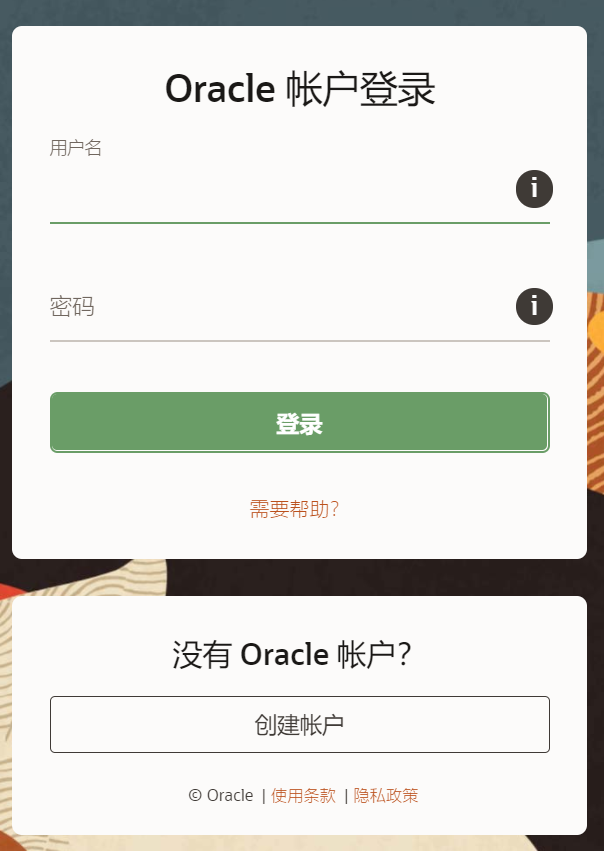 Oracle 帐户登录
用户名
i
密码
i
登录
需要帮助?
没有 Oracle 帐户?
创建帐户
© Oracle | 使用条款 | 隐私政策